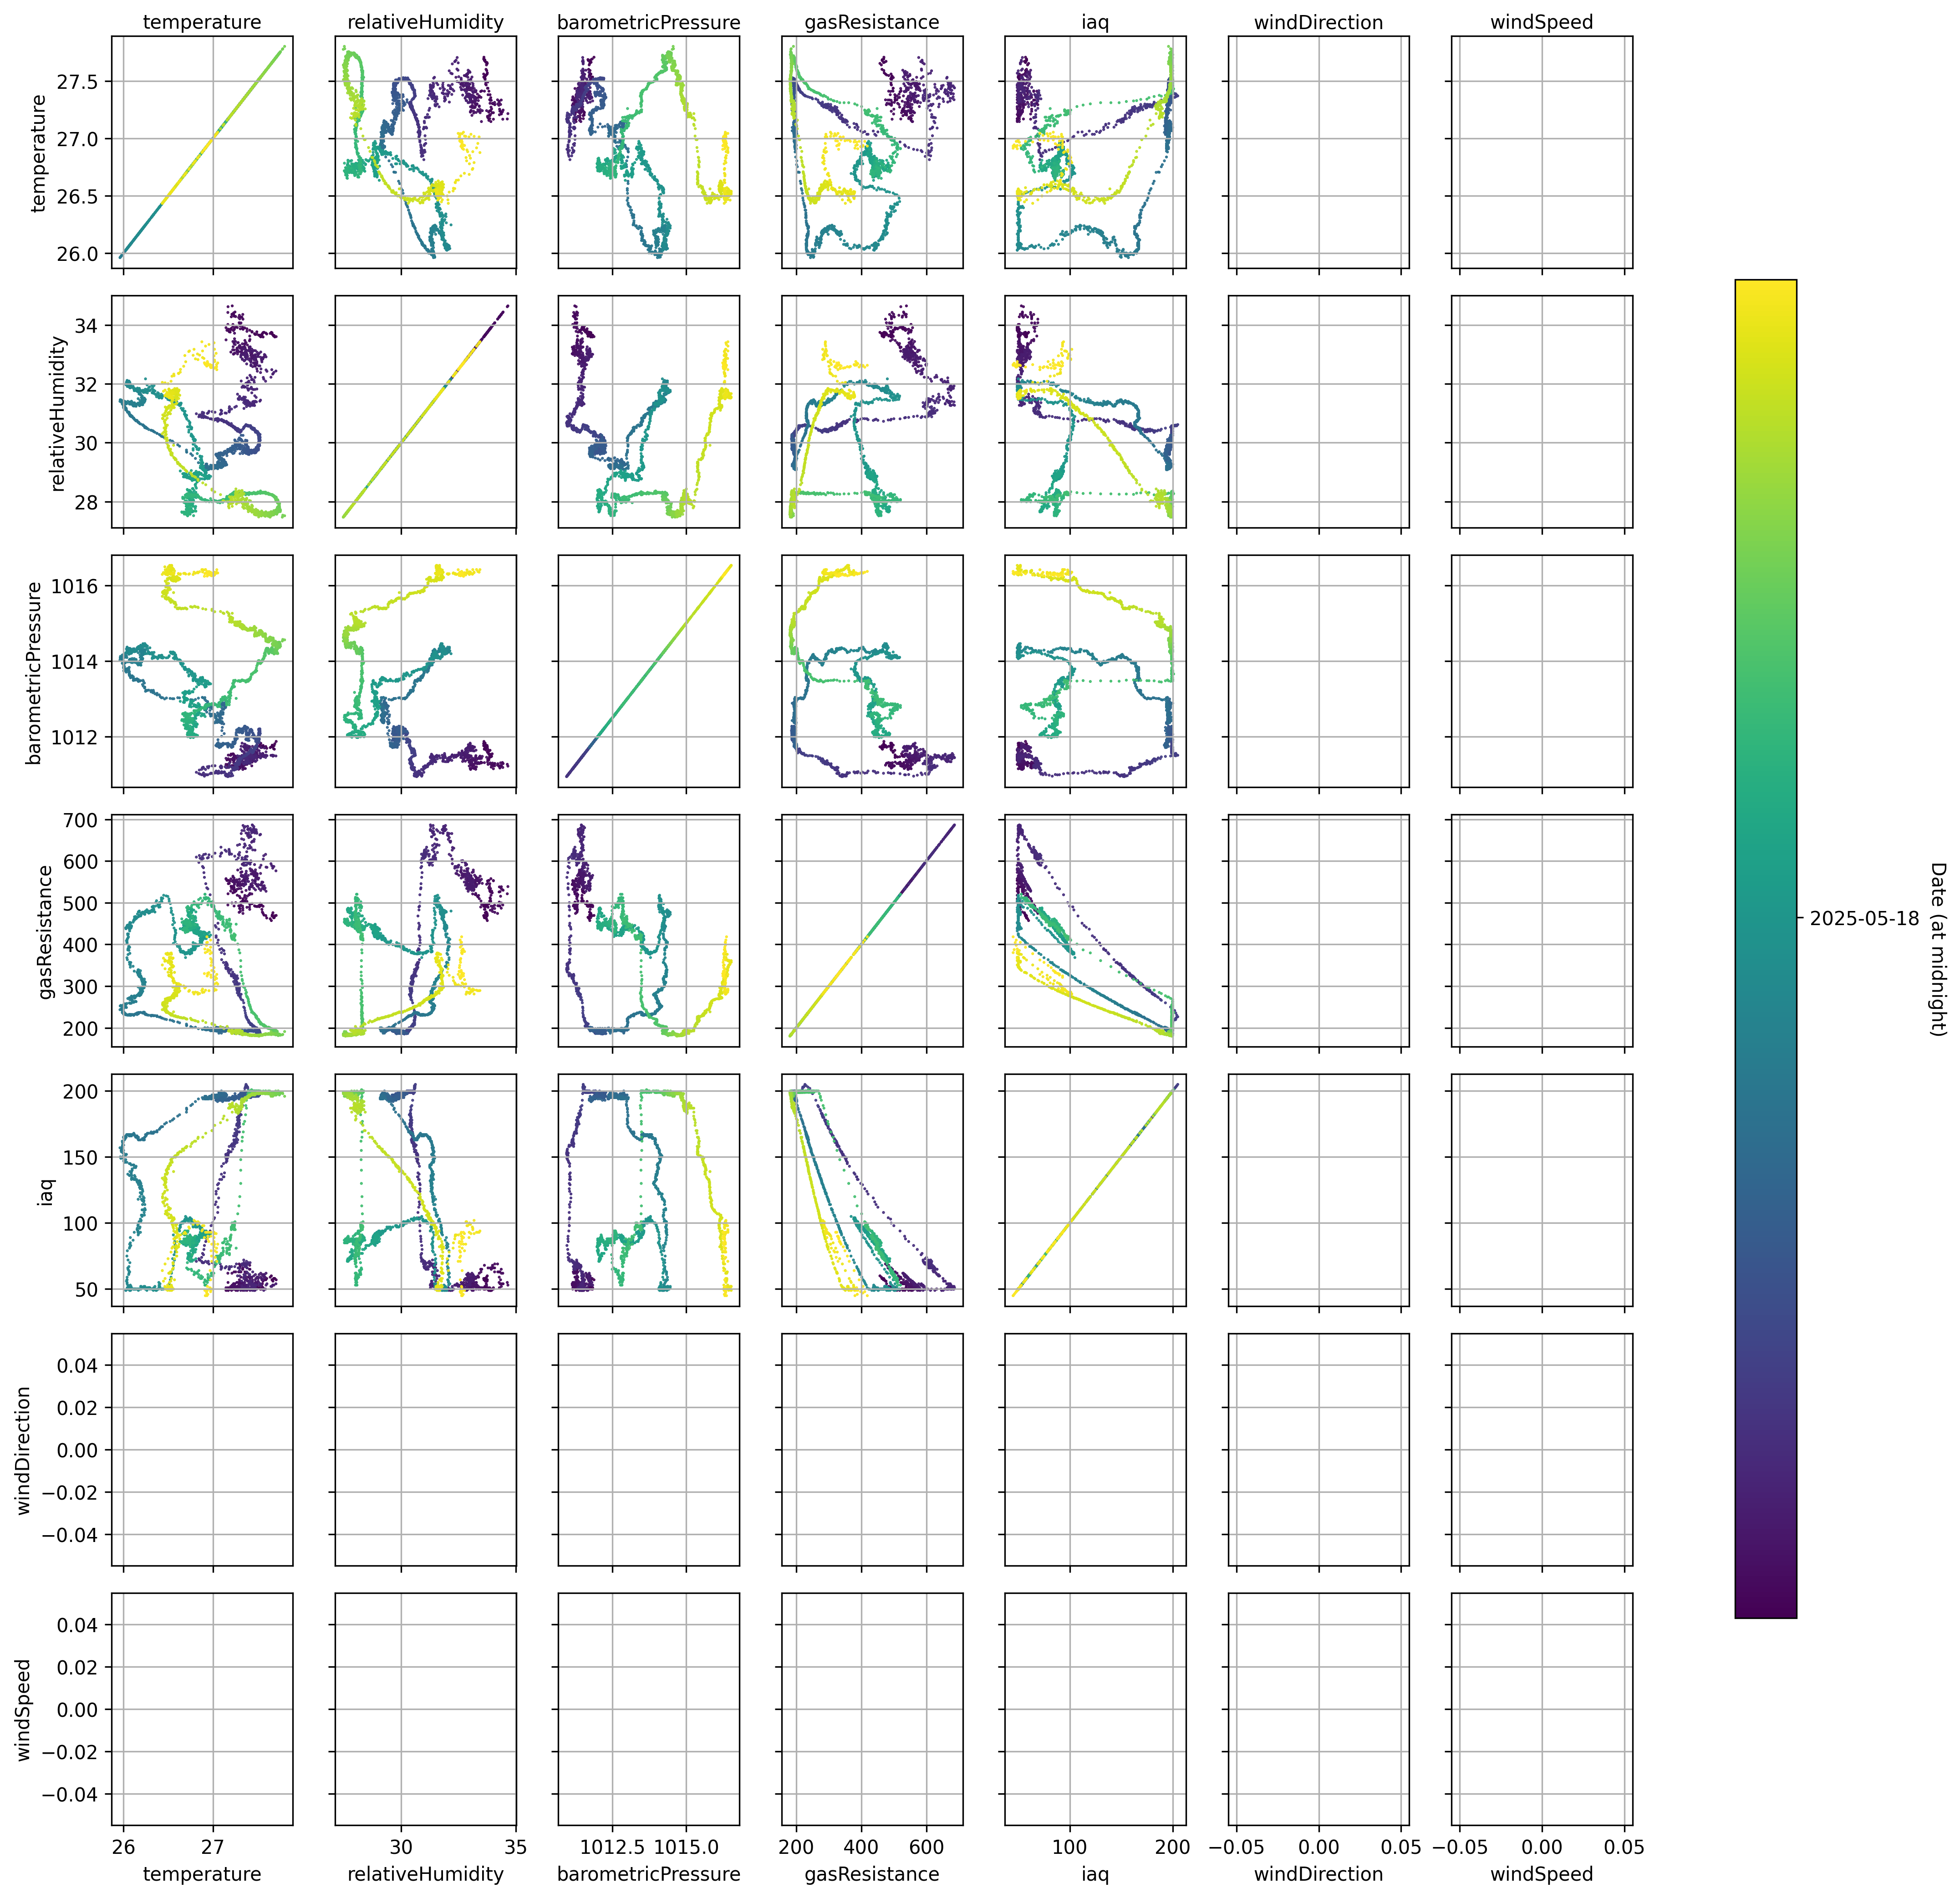 temperature relativeHumidity barometricPressure gasResistance iaq windDirection windSpeed
temperature
27.5
27.0
26.5
26.0
relativeHumidity
34
32
30
28
barometricPressure
1016
1014
1012
gasResistance
700
600
500
400
300
200
iaq
200
150
100
50
windDirection
0.04
0.02
0.00
−0.02
−0.04
windSpeed
0.04
0.02
0.00
−0.02
−0.04
26 27 30 35 1012.5 1015.0 200 400 600 100 200 −0.05 0.00 0.05 −0.05 0.00 0.05
temperature relativeHumidity barometricPressure gasResistance iaq windDirection windSpeed
2025-05-18
Date (at midnight)